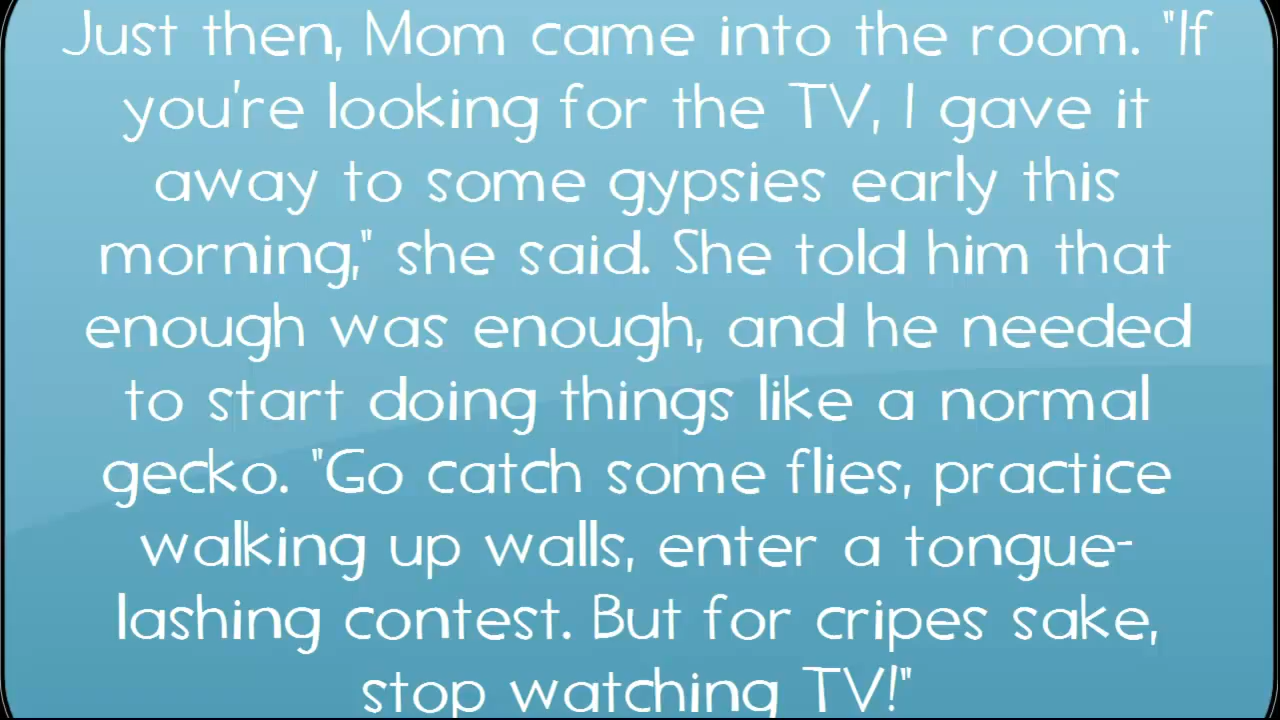 Just then, Mom came into the room. "If
you're looking for the TV, I gave it
away to some gypsies early this
morning," she said. She told him that
enough was enough, and he needed
to start doing things like a normal
gecko. "Go catch some flies, practice
walking up walls, enter a tongue-
lashing contest. But for cripes sake,
stop watching TV!"